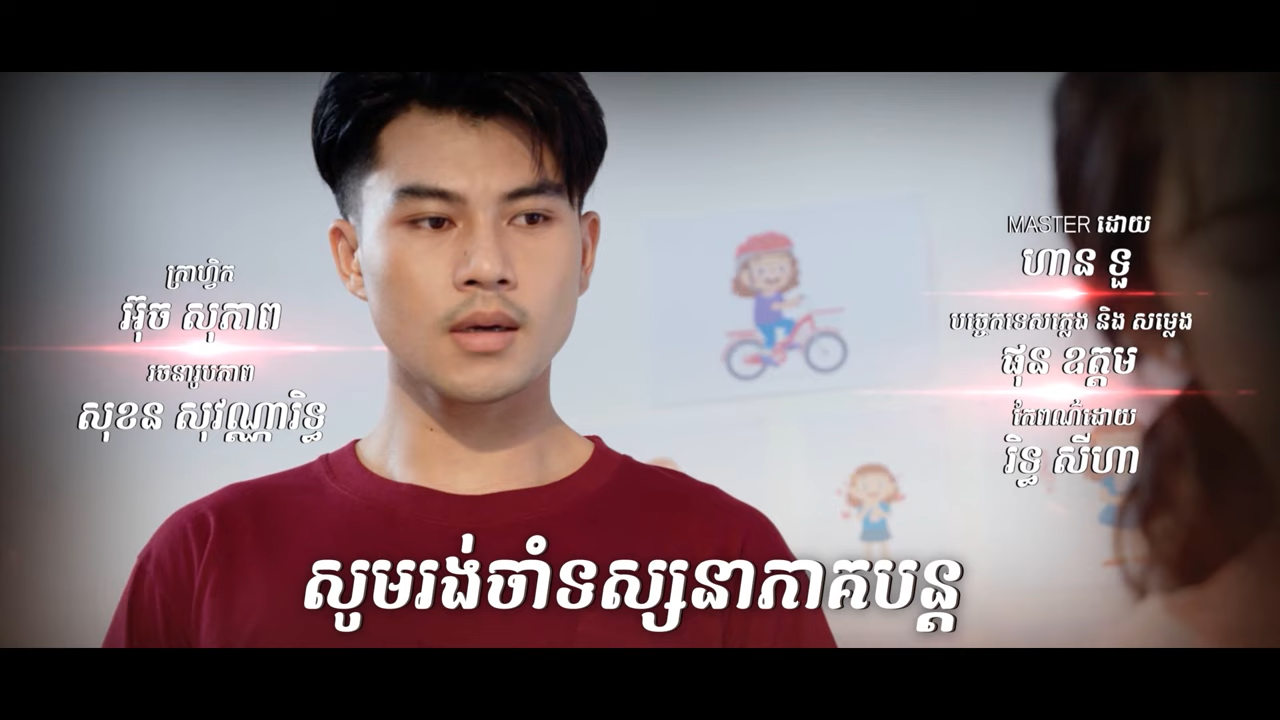 ក្រាហ្វិក
អ៊ុច សុភាព
រចនារូបភាព
សុខន សុវណ្ណារិទ្ធ
MASTER ដោយ
ហាន ទួ
បច្ចេកទេសភ្លេង និង សម្លេង
ផុន ឧត្តម
កែពណ៌ដោយ
រិទ្ធ សីហា
សូមរង់ចាំទស្សនាភាគបន្ត